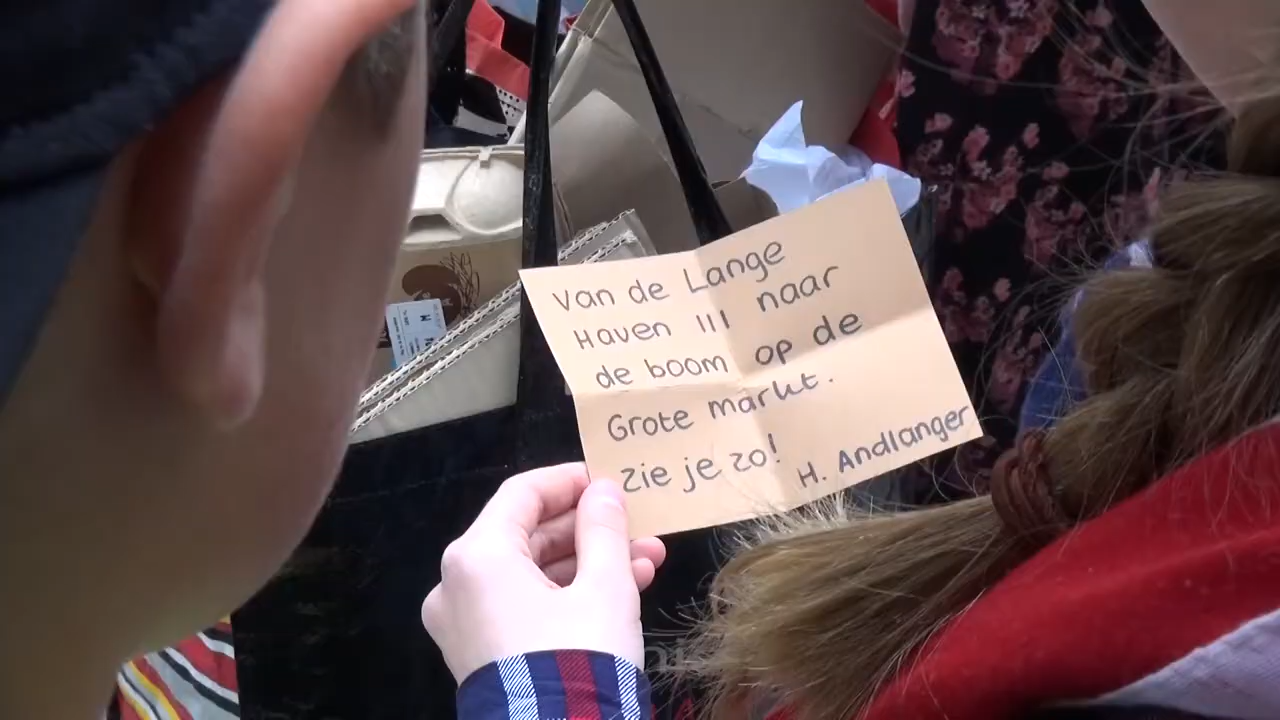 Van de Lange
Haven 111 naar
de boom op de
Grote markt.
zie je zo!
H. Andlanger